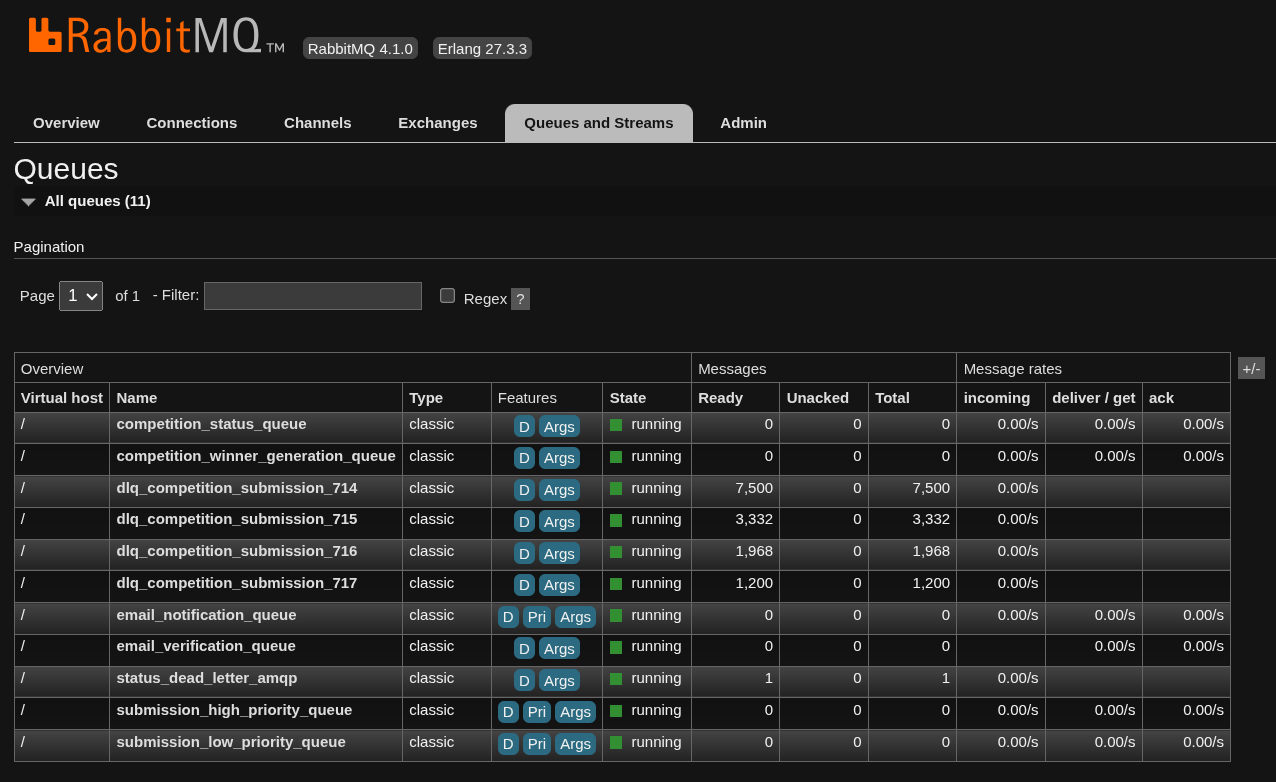 RabbitMQ TM RabbitMQ 4.1.0 Erlang 27.3.3
Overview Connections Channels Exchanges Queues and Streams Admin
Queues
All queues (11)
Pagination
Page 1 of 1 - Filter: Regex ?
Overview Messages Message rates +/-
Virtual host Name Type Features State Ready Unacked Total incoming deliver / get ack
/ competition_status_queue classic D Args running 0 0 0 0.00/s 0.00/s 0.00/s
/ competition_winner_generation_queue classic D Args running 0 0 0 0.00/s 0.00/s 0.00/s
/ dlq_competition_submission_714 classic D Args running 7,500 0 7,500 0.00/s
/ dlq_competition_submission_715 classic D Args running 3,332 0 3,332 0.00/s
/ dlq_competition_submission_716 classic D Args running 1,968 0 1,968 0.00/s
/ dlq_competition_submission_717 classic D Args running 1,200 0 1,200 0.00/s
/ email_notification_queue classic D Pri Args running 0 0 0 0.00/s 0.00/s 0.00/s
/ email_verification_queue classic D Args running 0 0 0 0.00/s 0.00/s
/ status_dead_letter_amqp classic D Args running 1 0 1 0.00/s
/ submission_high_priority_queue classic D Pri Args running 0 0 0 0.00/s 0.00/s 0.00/s
/ submission_low_priority_queue classic D Pri Args running 0 0 0 0.00/s 0.00/s 0.00/s